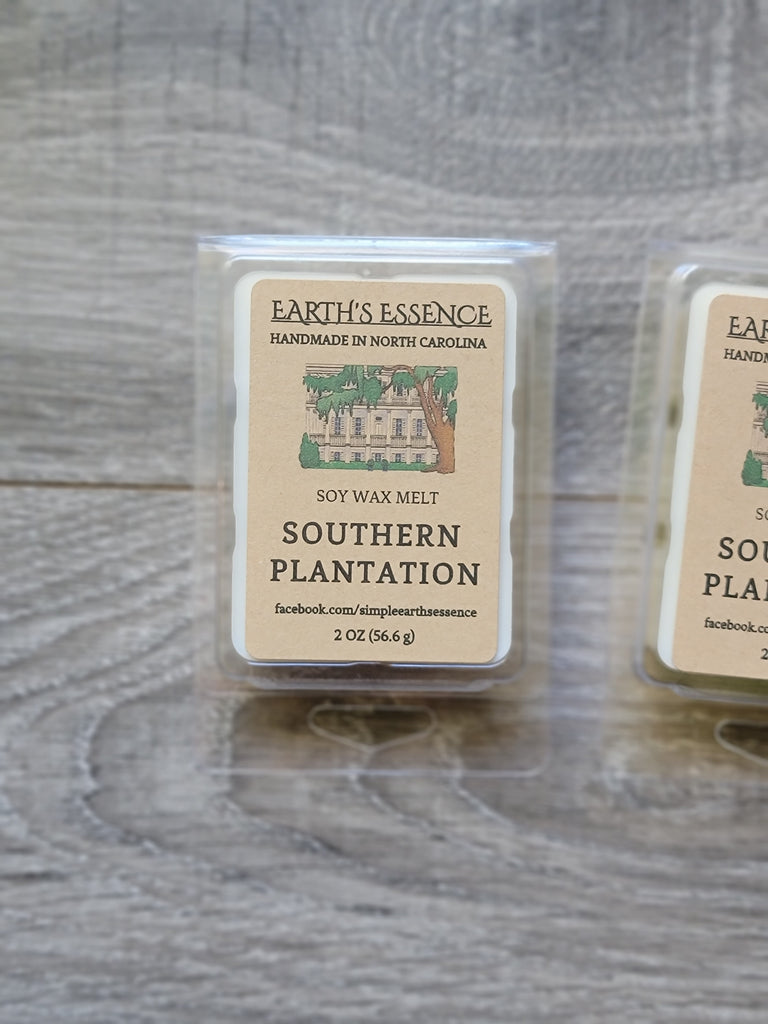 EARTH'S ESSENCE
HANDMADE IN NORTH CAROLINA
SOY WAX MELT
SOUTHERN
PLANTATION
facebook.com/simpleearthsessence
2 OZ (56.6 g)